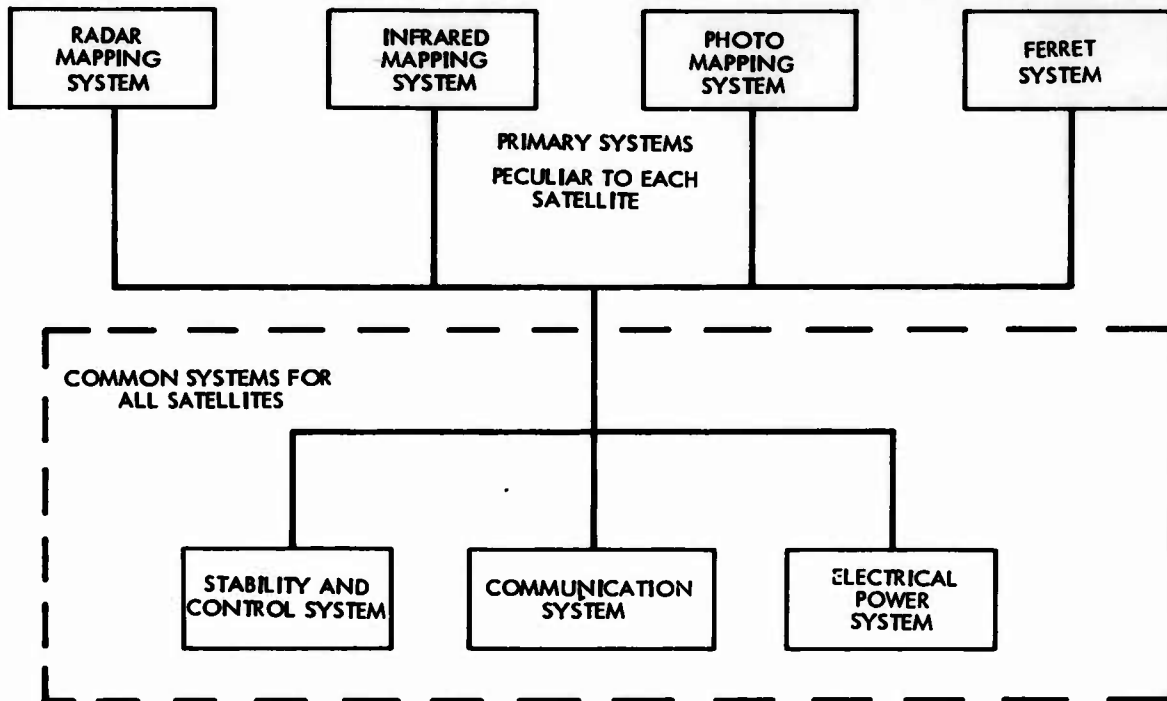 RADAR
MAPPING
SYSTEM
INFRARED
MAPPING
SYSTEM
PHOTO
MAPPING
SYSTEM
FERRET
SYSTEM
PRIMARY SYSTEMS
PECULIAR TO EACH
SATELLITE
COMMON SYSTEMS FOR
ALL SATELLITES
STABILITY AND
CONTROL SYSTEM
COMMUNICATION
SYSTEM
ELECTRICAL
POWER
SYSTEM